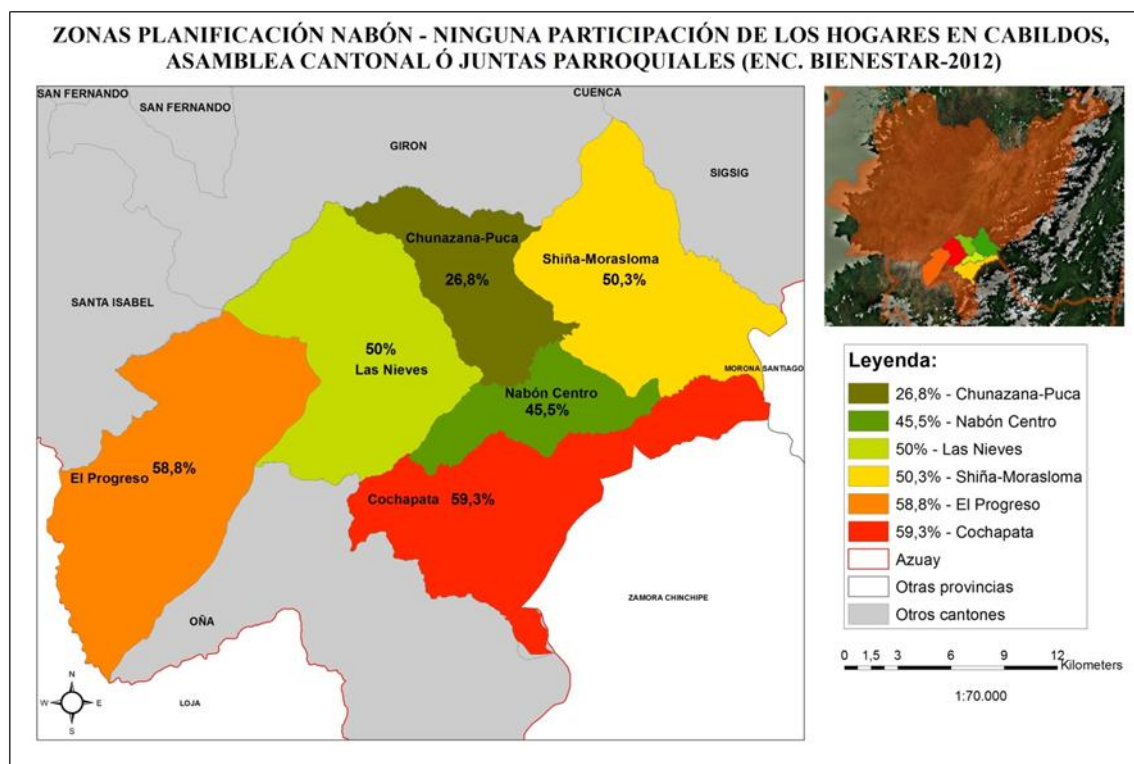 ZONAS PLANIFICACIÓN NABÓN - NINGUNA PARTICIPACIÓN DE LOS HOGARES EN CABILDOS,
ASAMBLEA CANTONAL Ó JUNTAS PARROQUIALES (ENC. BIENESTAR-2012)
SAN FERNANDO
SAN FERNANDO
CUENCA
GIRON
SIGSIG
Chunazana-Puca
26,8%
Shiña-Morasloma
50,3%
SANTA ISABEL
50%
Las Nieves
MORONA SANTIAGO
Nabón Centro
45,5%
El Progreso
58,8%
Cochapata
59,3%
ZAMORA CHINCHIPE
OÑA
LOJA
N
W
E
S
Leyenda:
26,8% - Chunazana-Puca
45,5% - Nabón Centro
50% - Las Nieves
50,3% - Shiña-Morasloma
58,8% - El Progreso
59,3% - Cochapata
Azuay
Otras provincias
Otros cantones
0 1,5 3 6 9 12
Kilometers
1:70.000